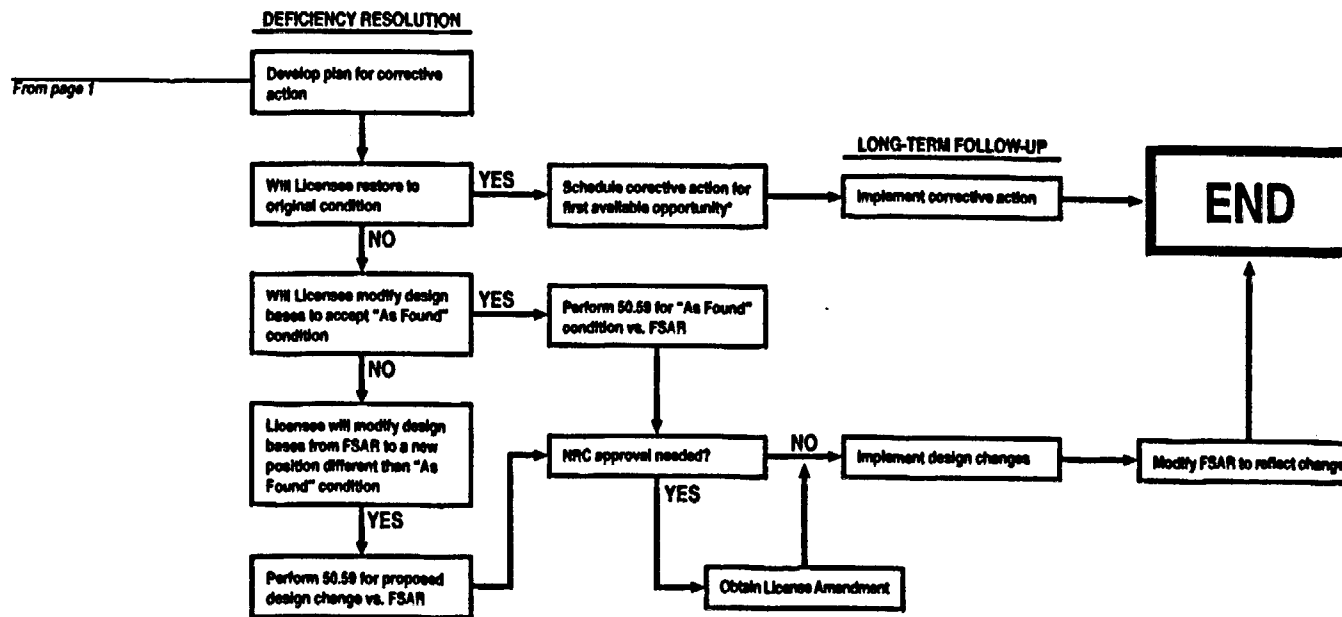 DEFICIENCY RESOLUTION
From page 1
Develop plan for corrective
action
LONG-TERM FOLLOW-UP
Will Licensee restore to
original condition
YES
Schedule corective action for
first available opportunity*
Implement corrective action
END
NO
Will Licensee modify design
bases to accept "As Found"
condition
YES
Perform 50.59 for "As Found"
condition vs. FSAR
NO
Licensee will modify design
bases from FSAR to a new
position different than "As
Found" condition
NRC approval needed?
NO
Implement design changes
Modify FSAR to reflect change
YES
YES
Perform 50.59 for proposed
design change vs. FSAR
Obtain License Amendment